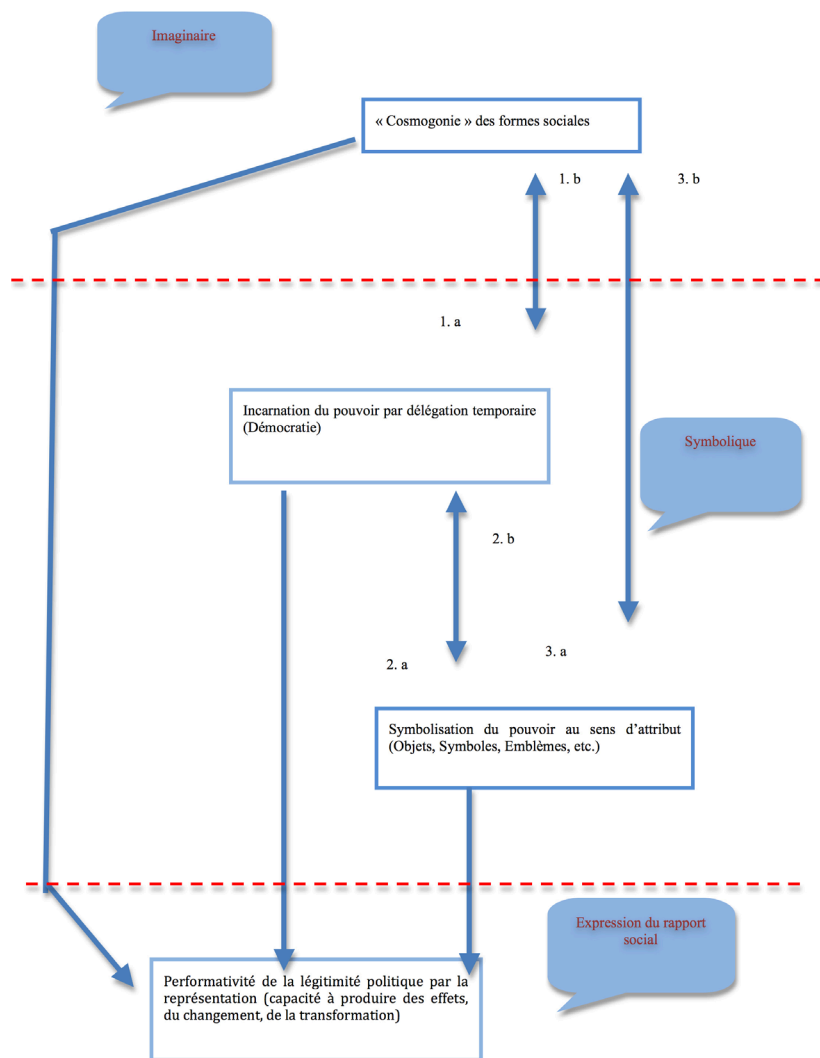 Imaginaire
« Cosmogonie » des formes sociales
1. b
3. b
1. a
Incarnation du pouvoir par délégation temporaire
(Démocratie)
Symbolique
2. b
3. a
2. a
Symbolisation du pouvoir au sens d’attribut
(Objets, Symboles, Emblèmes, etc.)
Expression du rapport
social
Performativité de la légitimité politique par la
représentation (capacité à produire des effets,
du changement, de la transformation)